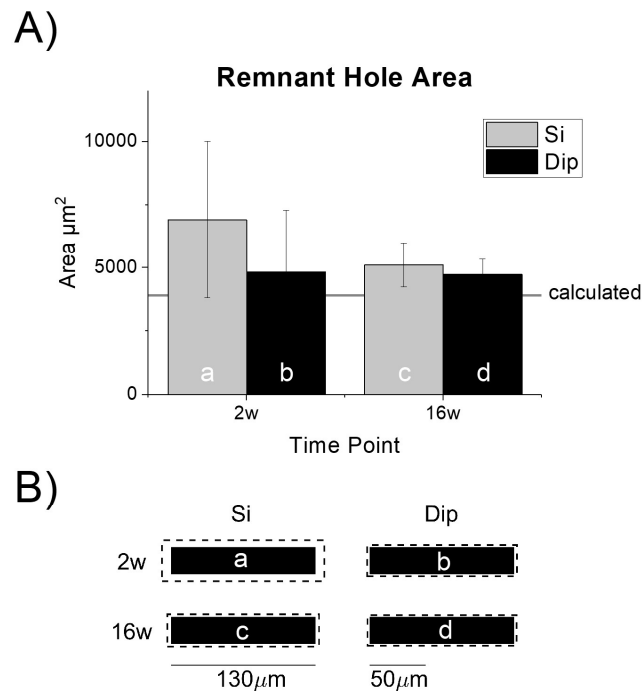 A)
Remnant Hole Area
Si
Dip
10000
5000
0
Area μm²
calculated
a b c d
2w 16w
Time Point
B)
Si Dip
2w a b
16w c d
130μm 50μm